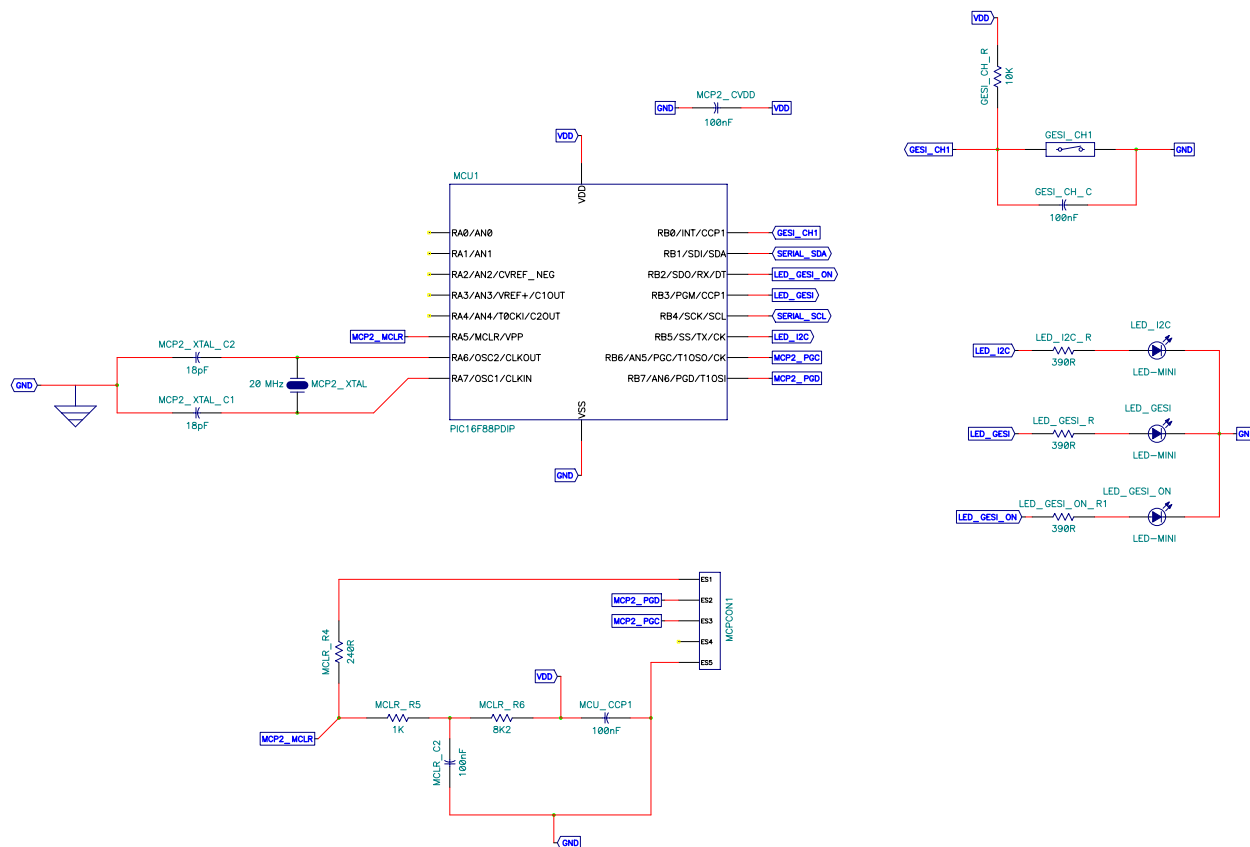 VDD
GESI_CH_R
10K
MCP2_CVDD
GND
VDD
100nF
VDD
GESI_CH1
GESI_CH1
GND
GESI_CH_C
100nF
MCU1
VDD
RA0/AN0
RA1/AN1
RA2/AN2/CVREF_NEG
RA3/AN3/VREF+/C1OUT
RA4/AN4/T0CKI/C2OUT
RA5/MCLR/VPP
RA6/OSC2/CLKOUT
RA7/OSC1/CLKIN
RB0/INT/CCP1
RB1/SDI/SDA
RB2/SDO/RX/DT
RB3/PGM/CCP1
RB4/SCK/SCL
RB5/SS/TX/CK
RB6/AN5/PGC/T1OSO/CK
RB7/AN6/PGD/T1OSI
GESI_CH1
SERIAL_SDA
LED_GESI_ON
LED_GESI
SERIAL_SCL
LED_I2C
MCP2_PGC
MCP2_PGD
VSS
PIC16F88PDIP
GND
MCP2_MCLR
MCP2_XTAL_C2
18pF
GND
20 MHz
MCP2_XTAL
MCP2_XTAL_C1
18pF
LED_I2C
LED_I2C_R
390R
LED_I2C
LED-MINI
LED_GESI
LED_GESI_R
390R
LED_GESI
LED-MINI
GN
LED_GESI_ON
LED_GESI_ON_R1
390R
LED_GESI_ON
LED-MINI
ES1
ES2
ES3
ES4
ES5
MCPCON1
MCP2_PGD
MCP2_PGC
MCLR_R4
240R
VDD
MCLR_R5
1K
MCLR_R6
8K2
MCU_CCP1
100nF
MCP2_MCLR
MCLR_C2
100nF
GND